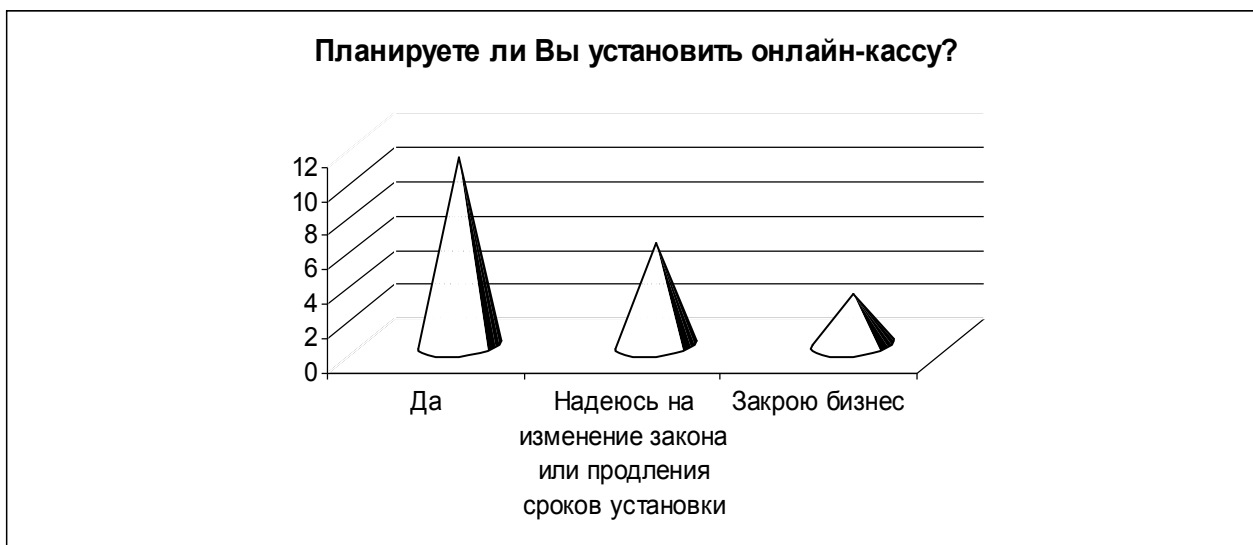 Планируете ли Вы установить онлайн-кассу?
12
10
8
6
4
2
0
Да
Надеюсь на
изменение закона
или продления
сроков установки
Закрою бизнес